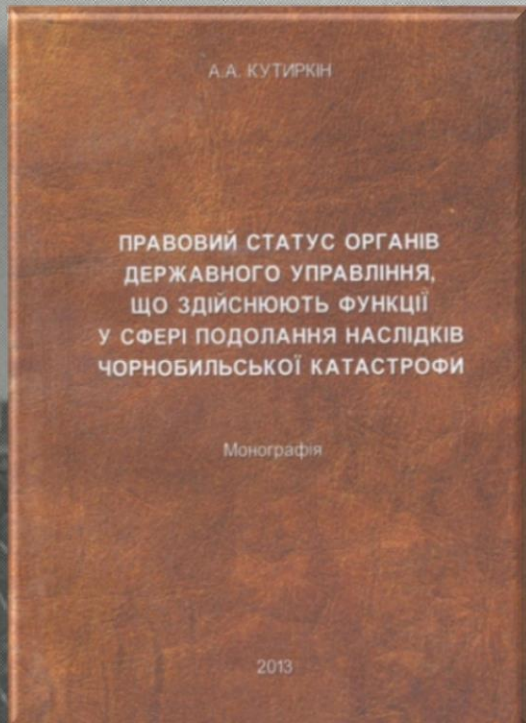 А.А. КУТИРКІН
ПРАВОВИЙ СТАТУС ОРГАНІВ
ДЕРЖАВНОГО УПРАВЛІННЯ,
ЩО ЗДІЙСНЮЮТЬ ФУНКЦІЇ
У СФЕРІ ПОДОЛАННЯ НАСЛІДКІВ
ЧОРНОБИЛЬСЬКОЇ КАТАСТРОФИ
Монографія
2013